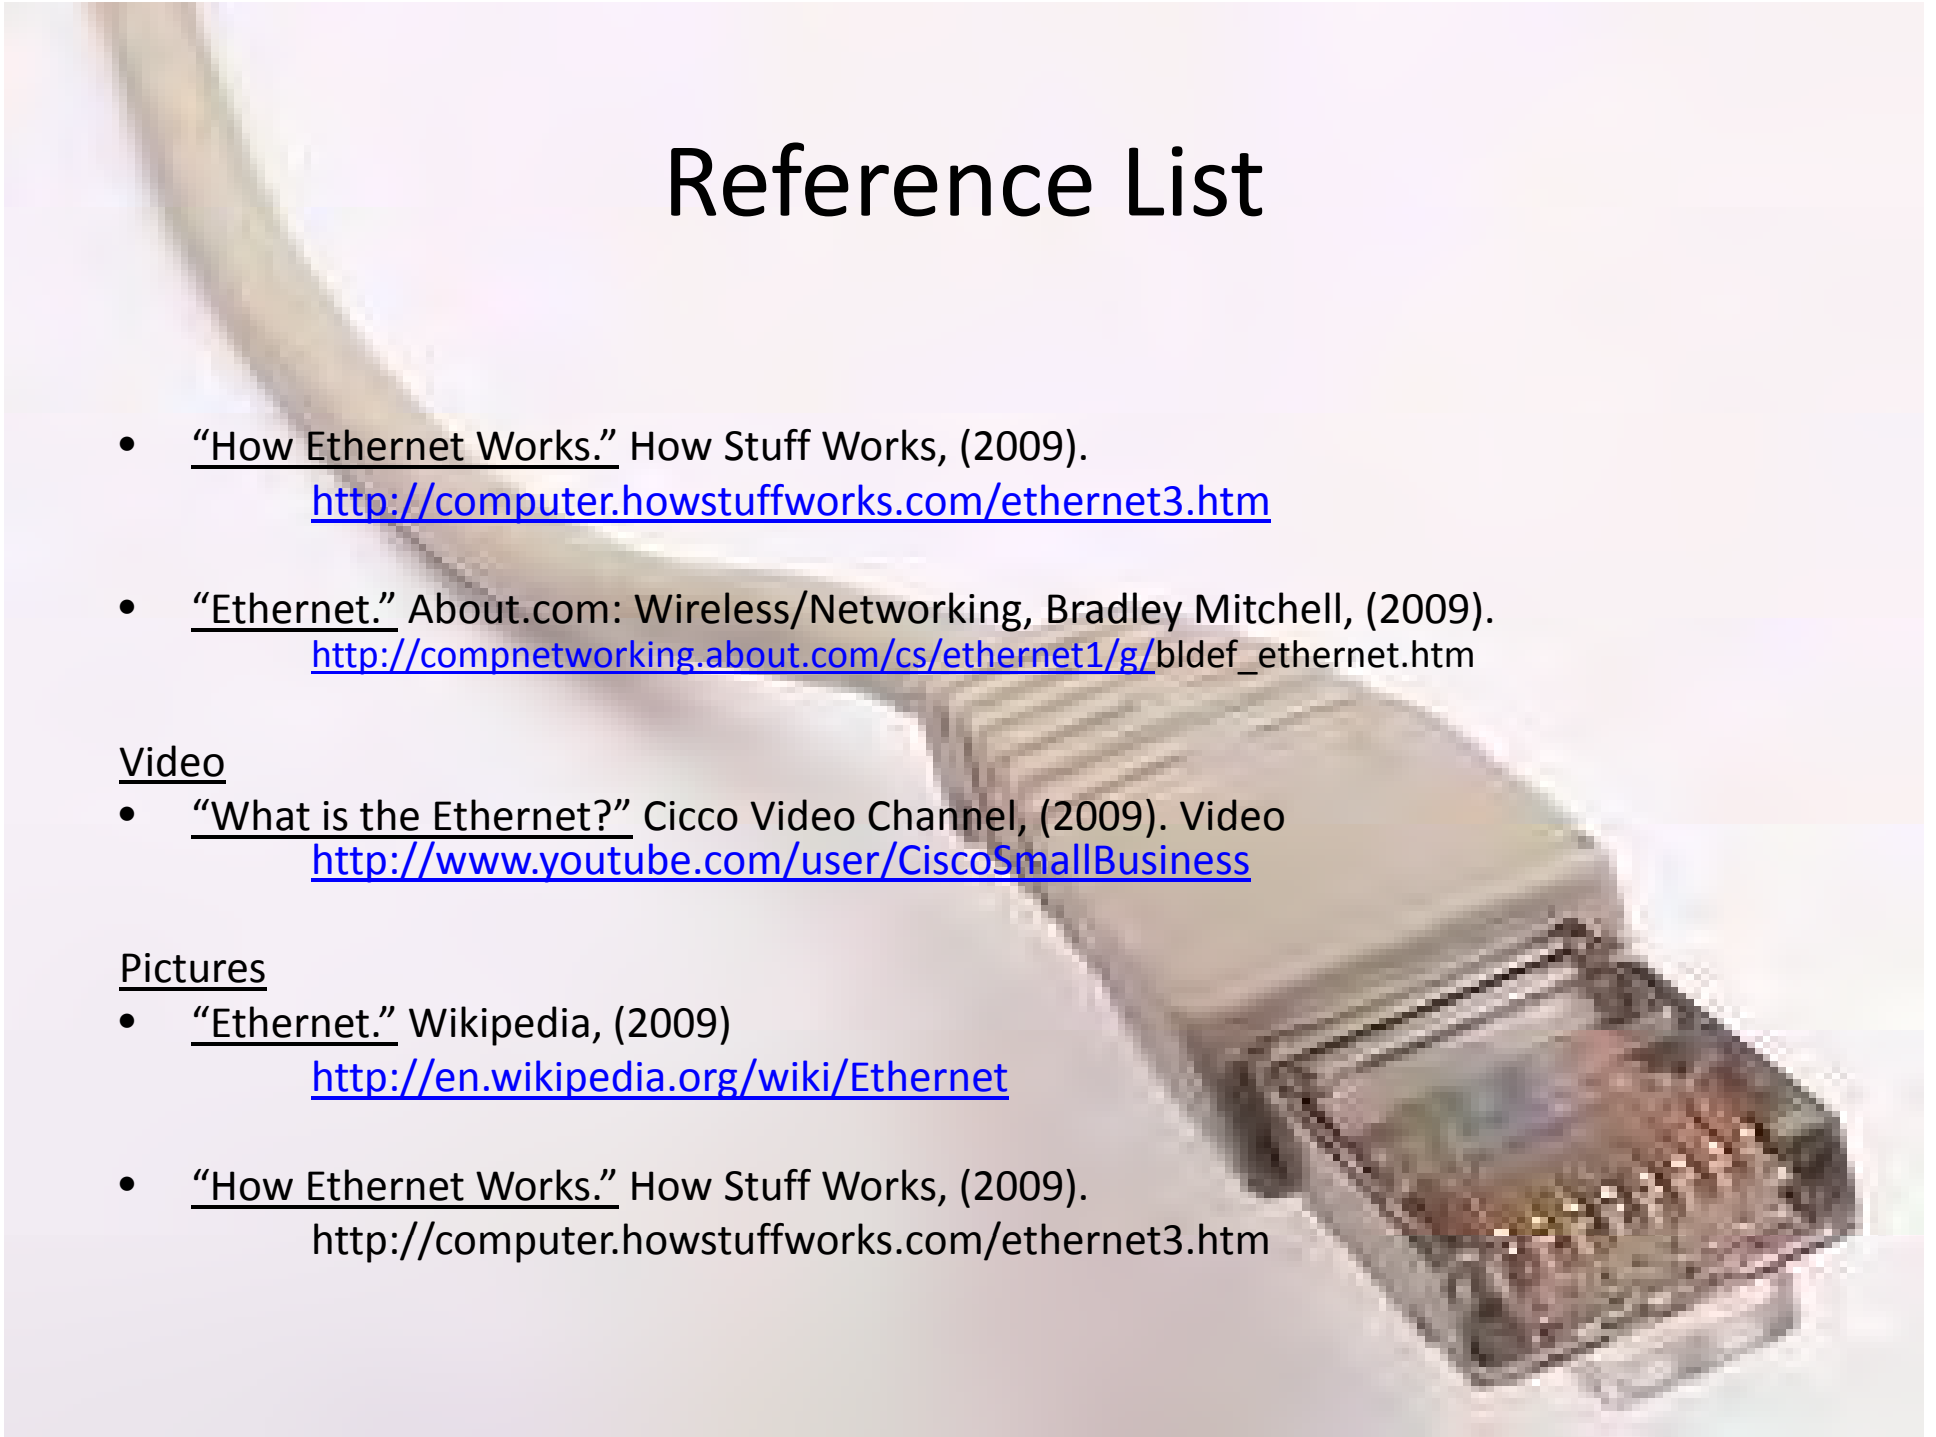 Reference List
• “How Ethernet Works.” How Stuff Works, (2009).
http://computer.howstuffworks.com/ethernet3.htm
• “Ethernet.” About.com: Wireless/Networking, Bradley Mitchell, (2009).
http://compnetworking.about.com/cs/ethernet1/g/bldef_ethernet.htm
Video
• “What is the Ethernet?” Cicco Video Channel, (2009). Video
http://www.youtube.com/user/CiscoSmallBusiness
Pictures
• “Ethernet.” Wikipedia, (2009)
http://en.wikipedia.org/wiki/Ethernet
• “How Ethernet Works.” How Stuff Works, (2009).
http://computer.howstuffworks.com/ethernet3.htm